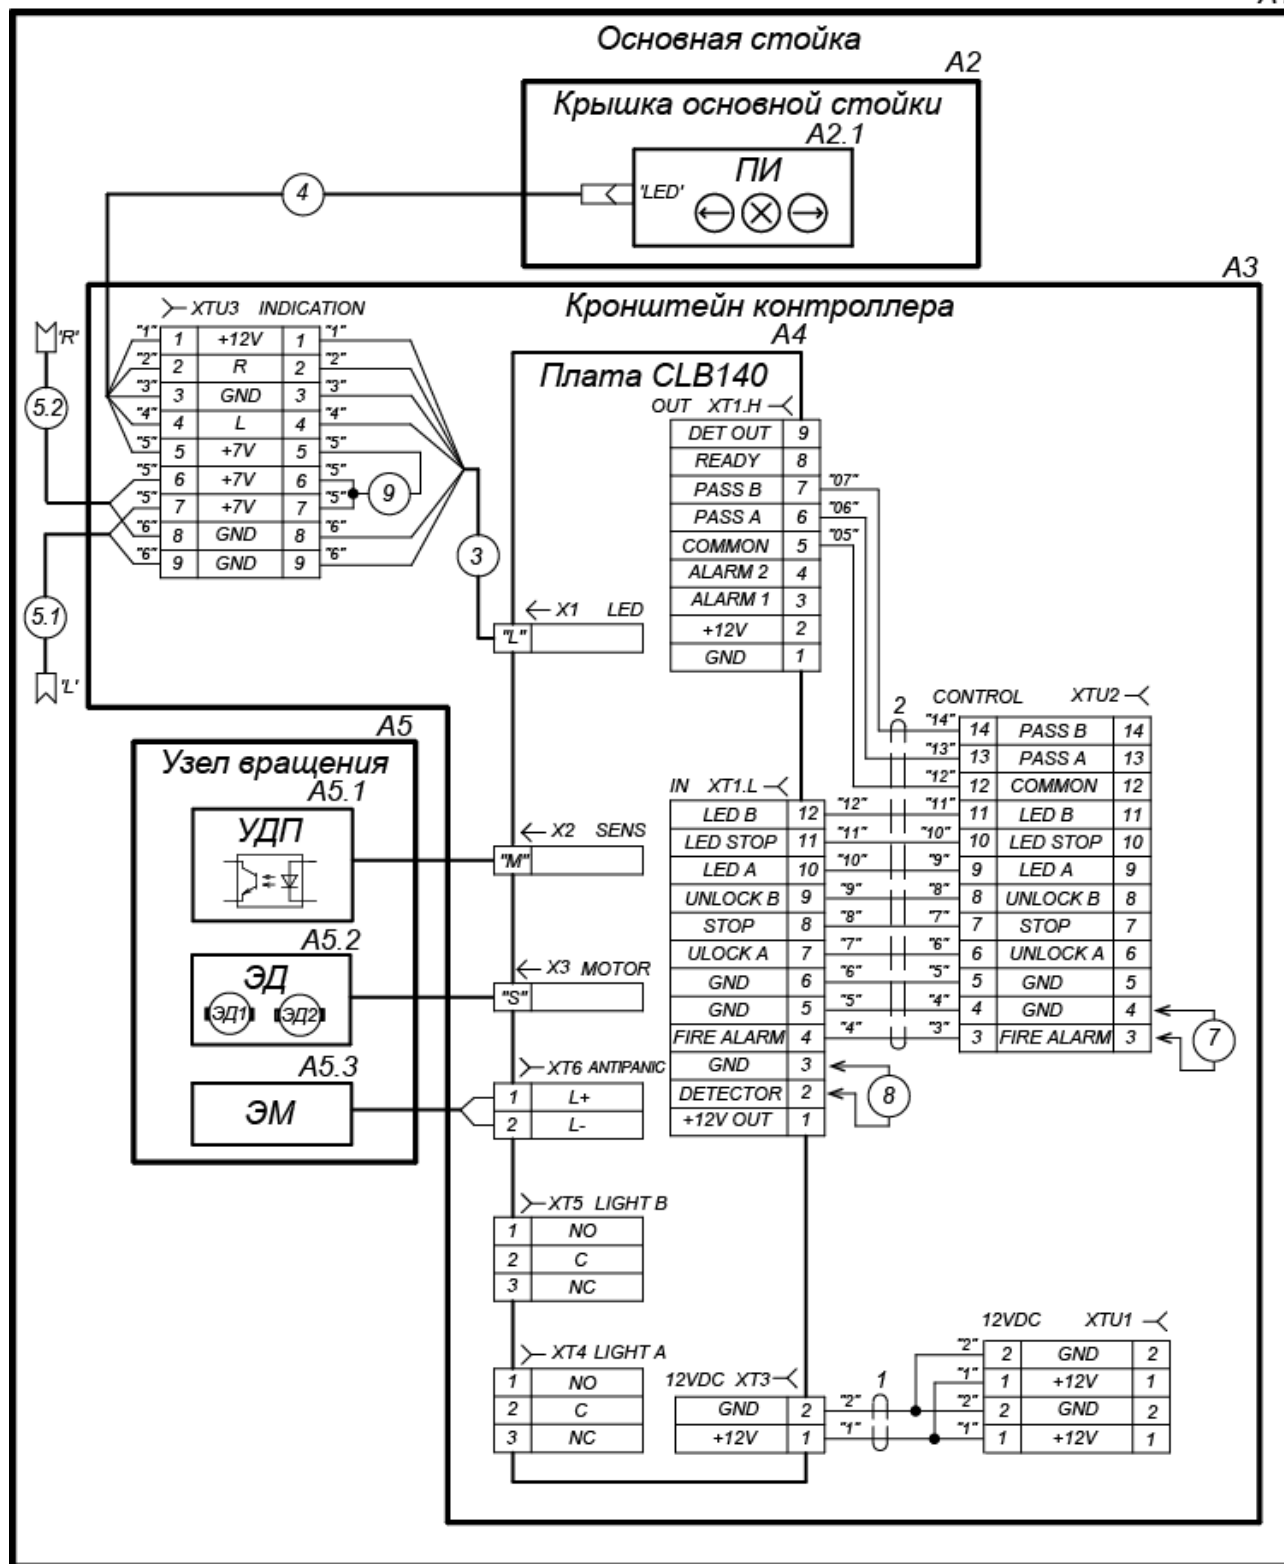 Основная стойка
A2
Крышка основной стойки
A2.1
ПИ
'LED'
4
A3
Кронштейн контроллера
XTU3 INDICATION
"1" 1 +12V 1 "1"
"2" 2 R 2 "2"
"3" 3 GND 3 "3"
"4" 4 L 4 "4"
"5" 5 +7V 5 "5"
"5" 6 +7V 6 "5"
"5" 7 +7V 7 "5"
"6" 8 GND 8 "6"
"6" 9 GND 9 "6"
'R'
5.2
5.1
'L'
9
3
A4
Плата CLB140
OUT XT1.H
DET OUT 9
READY 8
PASS B 7 "07"
PASS A 6 "06"
COMMON 5 "05"
ALARM 2 4
ALARM 1 3
+12V 2
GND 1
X1 LED
"L"
A5
Узел вращения
A5.1
УДП
X2 SENS
"M"
A5.2
ЭД
ЭД1 ЭД2
X3 MOTOR
"S"
A5.3
ЭМ
XT6 ANTIPANIC
1 L+
2 L-
XT5 LIGHT B
1 NO
2 C
3 NC
XT4 LIGHT A
1 NO
2 C
3 NC
IN XT1.L
LED B 12 "12"
LED STOP 11 "11"
LED A 10 "10"
UNLOCK B 9 "9"
STOP 8 "8"
ULOCK A 7 "7"
GND 6 "6"
GND 5 "5"
FIRE ALARM 4 "4"
GND 3
DETECTOR 2
+12V OUT 1
8
2
CONTROL XTU2
"14" 14 PASS B 14
"13" 13 PASS A 13
"12" 12 COMMON 12
"11" 11 LED B 11
"10" 10 LED STOP 10
"9" 9 LED A 9
"8" 8 UNLOCK B 8
"7" 7 STOP 7
"6" 6 UNLOCK A 6
"5" 5 GND 5
"4" 4 GND 4
"3" 3 FIRE ALARM 3
7
12VDC XT3
GND 2 "2"
+12V 1 "1"
1
12VDC XTU1
"2" 2 GND 2
"1" 1 +12V 1
"2" 2 GND 2
"1" 1 +12V 1